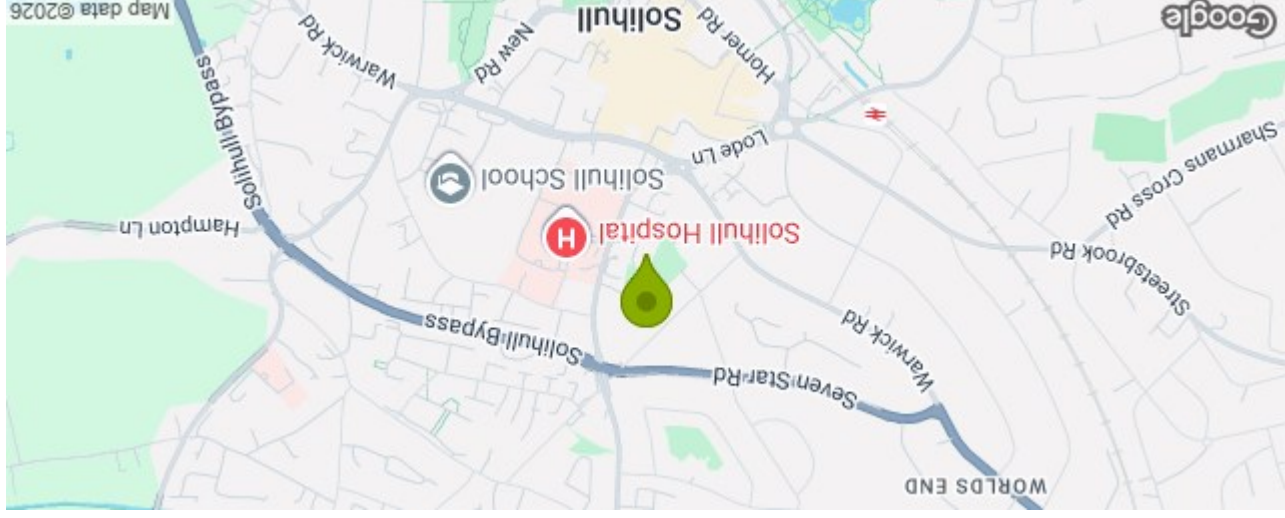 WORLDS END
Seven Star Rd
Warwick Rd
Solihull Bypass
Streetsbrook Rd
Solihull Hospital
H
Hampton Ln
Sharmans Cross Rd
Solihull School
Lode Ln
Solihull Bypass
Warwick Rd
New Rd
Homer Rd
Solihull
Google
Map data ©2026